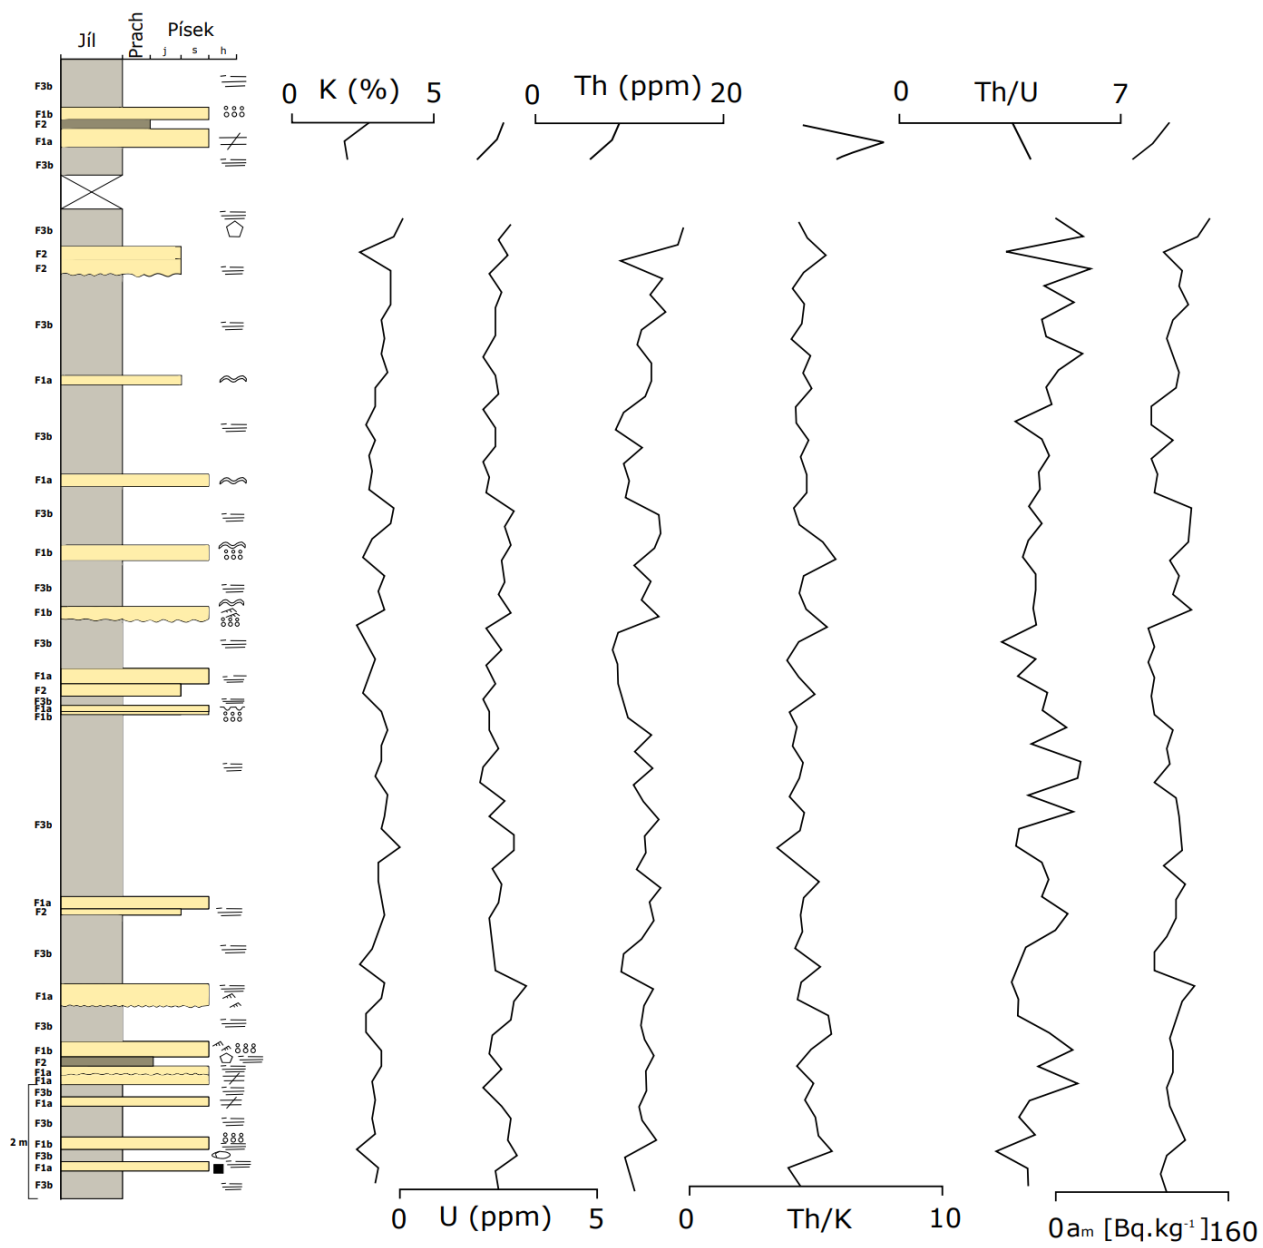 Jíl Prach Písek
j s h
0 K (%) 5 0 Th (ppm) 20 0 Th/U 7
F3b
F1b
F2
F1a
F3b
F3b
F2
F2
F3b
F1a
F3b
F1a
F3b
F1b
F3b
F1b
F3b
F1a
F2
F3b
F1a
F1b
F3b
F1a
F2
F3b
F1a
F3b
F1b
F2
F1a
F1a
F3b
F1a
F3b
2 m F1b
F3b
F1a
F3b
0 U (ppm) 5 0 Th/K 10 0 am [Bq.kg⁻¹] 160